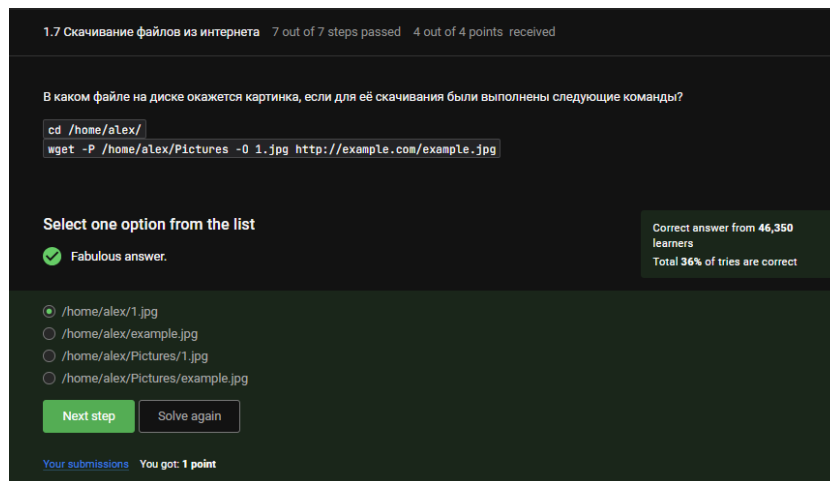 1.7 Скачивание файлов из интернета 7 out of 7 steps passed 4 out of 4 points received
В каком файле на диске окажется картинка, если для её скачивания были выполнены следующие команды?
cd /home/alex/
wget -P /home/alex/Pictures -O 1.jpg http://example.com/example.jpg
Select one option from the list
Fabulous answer.
Correct answer from 46,350
learners
Total 36% of tries are correct
/home/alex/1.jpg
/home/alex/example.jpg
/home/alex/Pictures/1.jpg
/home/alex/Pictures/example.jpg
Next step Solve again
Your submissions You got: 1 point